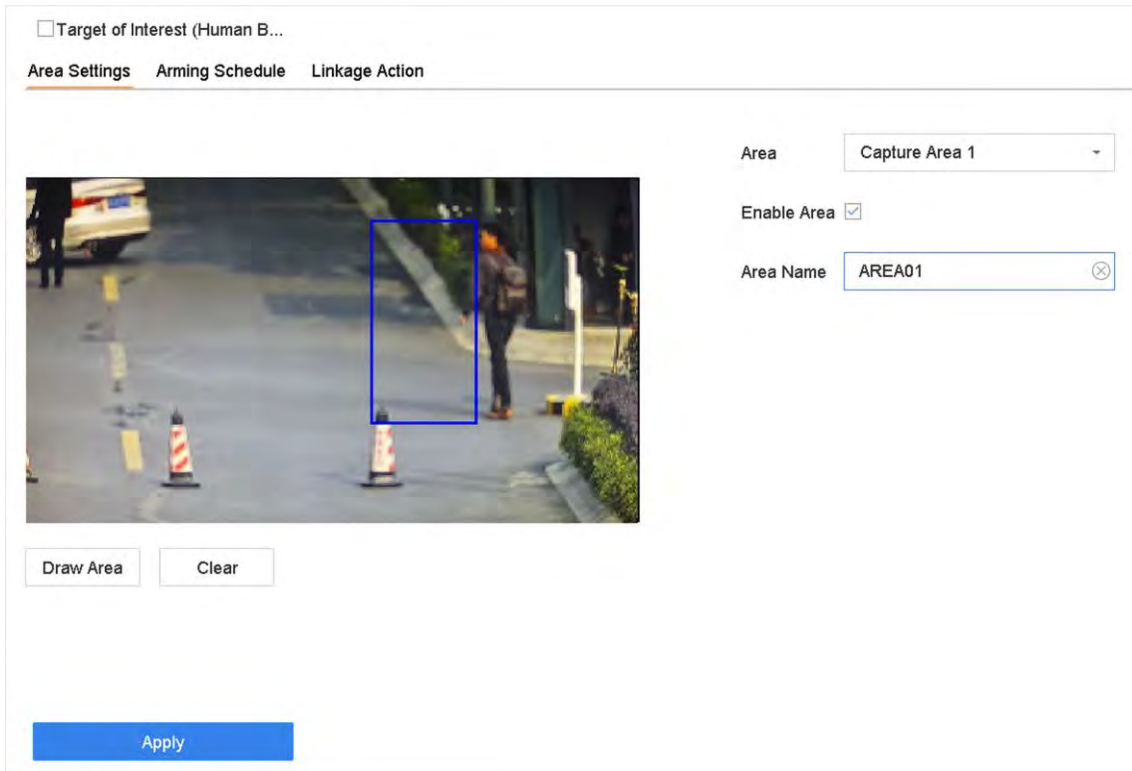 Target of Interest (Human B...
Area Settings Arming Schedule Linkage Action
Area Capture Area 1
Enable Area
Area Name AREA01
Draw Area Clear
Apply